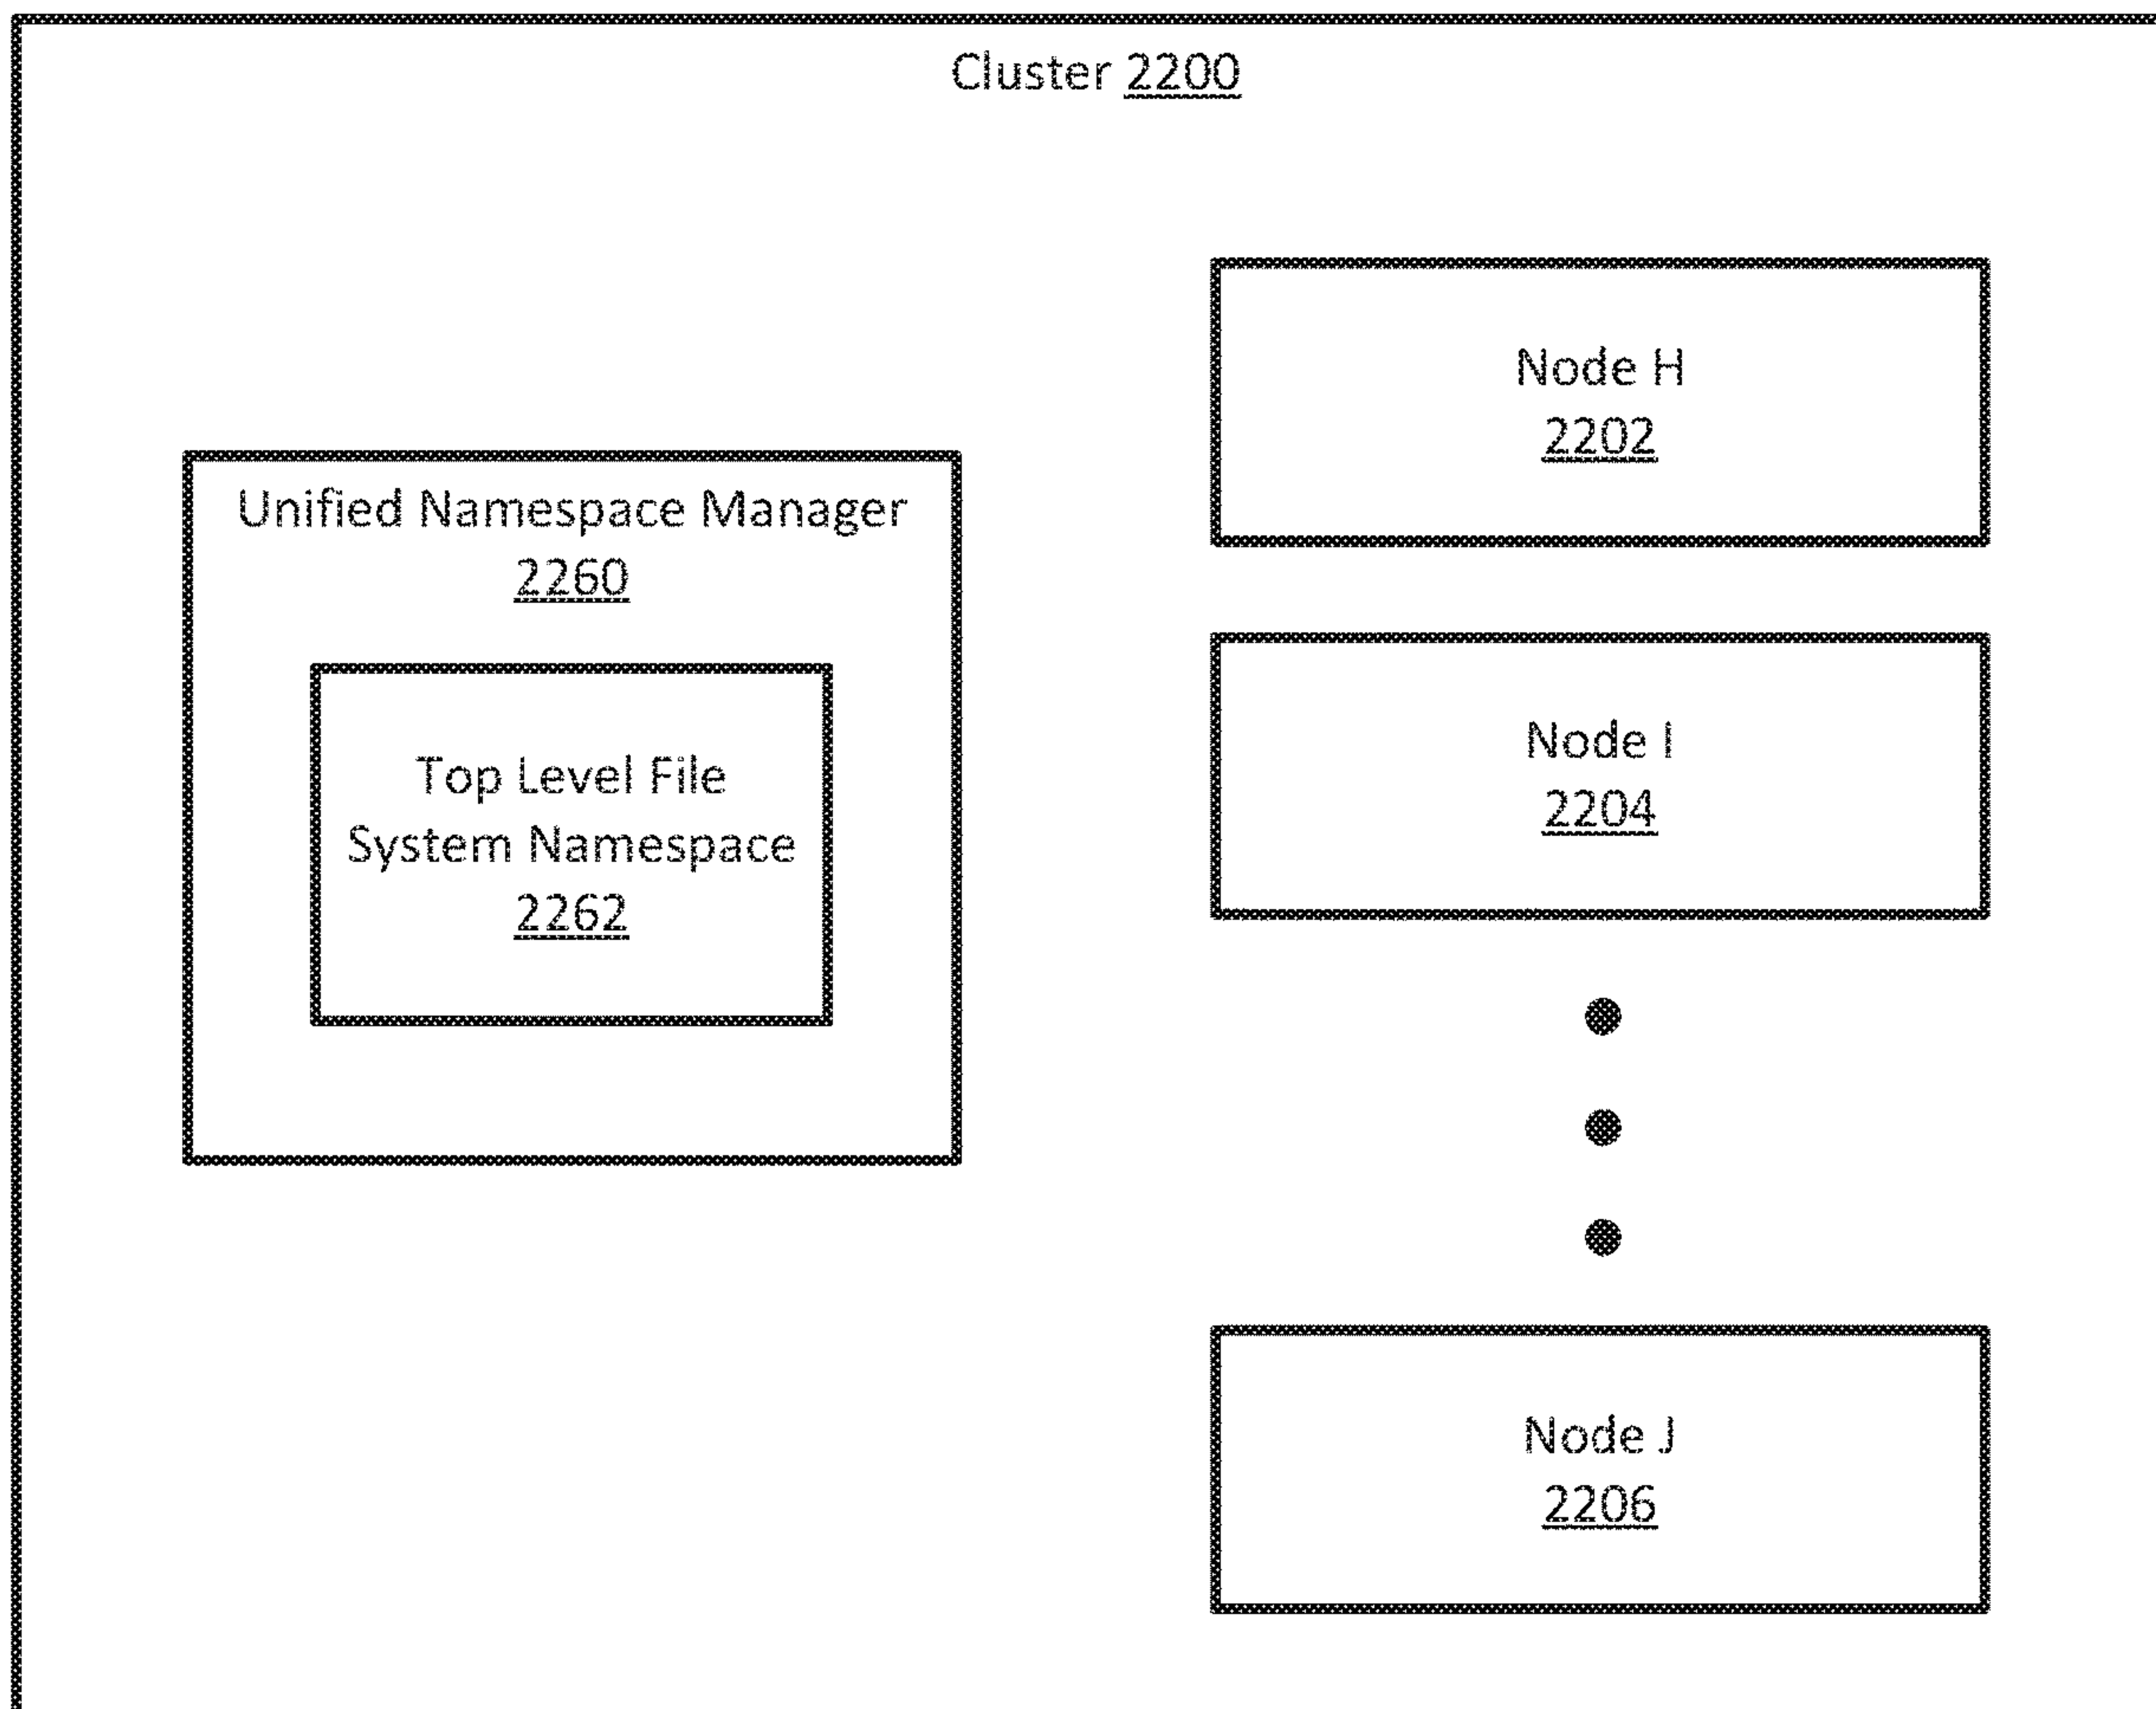 Cluster 2200
Unified Namespace Manager
2260
Top Level File
System Namespace
2262
Node H
2202
Node I
2204
Node J
2206